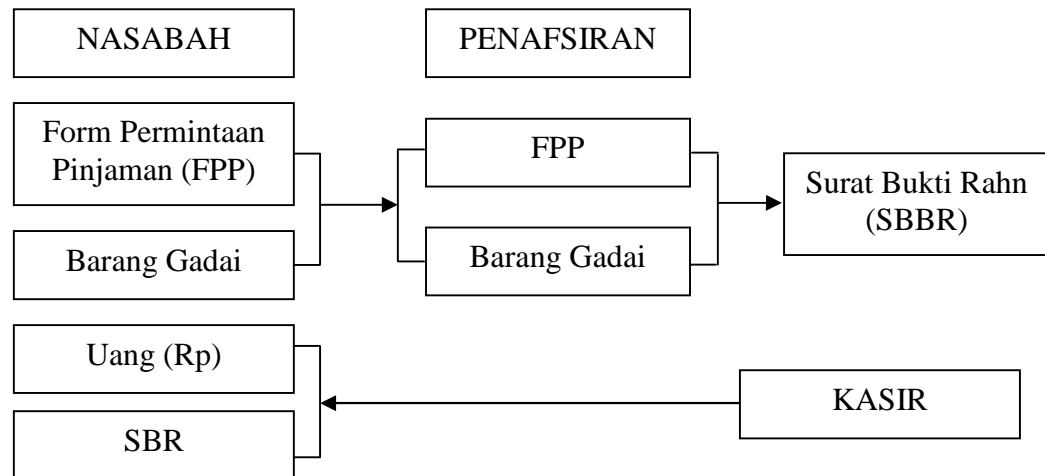 NASABAH
PENAFSIRAN
Form Permintaan
Pinjaman (FPP)
FPP
Surat Bukti Rahn
(SBBR)
Barang Gadai
Barang Gadai
Uang (Rp)
KASIR
SBR